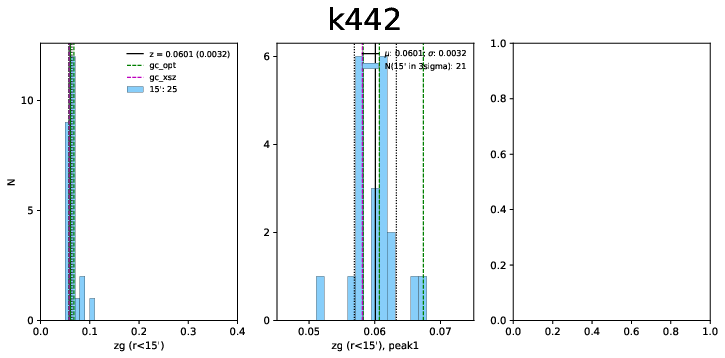 k442
z = 0.0601 (0.0032)
gc_opt
gc_xsz
15': 25
N
10
5
0
0.0 0.1 0.2 0.3 0.4
zg (r<15')
μ: 0.0601; σ: 0.0032
N(15' in 3sigma): 21
6
4
2
0
0.05 0.06 0.07
zg (r<15'), peak1
1.0
0.8
0.6
0.4
0.2
0.0
0.0 0.2 0.4 0.6 0.8 1.0